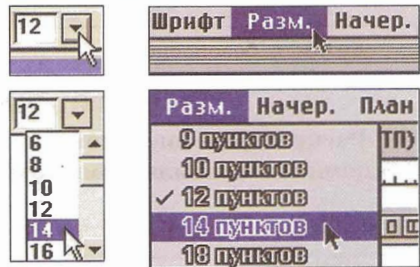 12
Шрифт Разм. Начер.
12
6
8
10
12
14
16
Разм. Начер. План
ТП)
9 пунктов
10 пунктов
✓ 12 пунктов
14 пунктов
18 пунктов